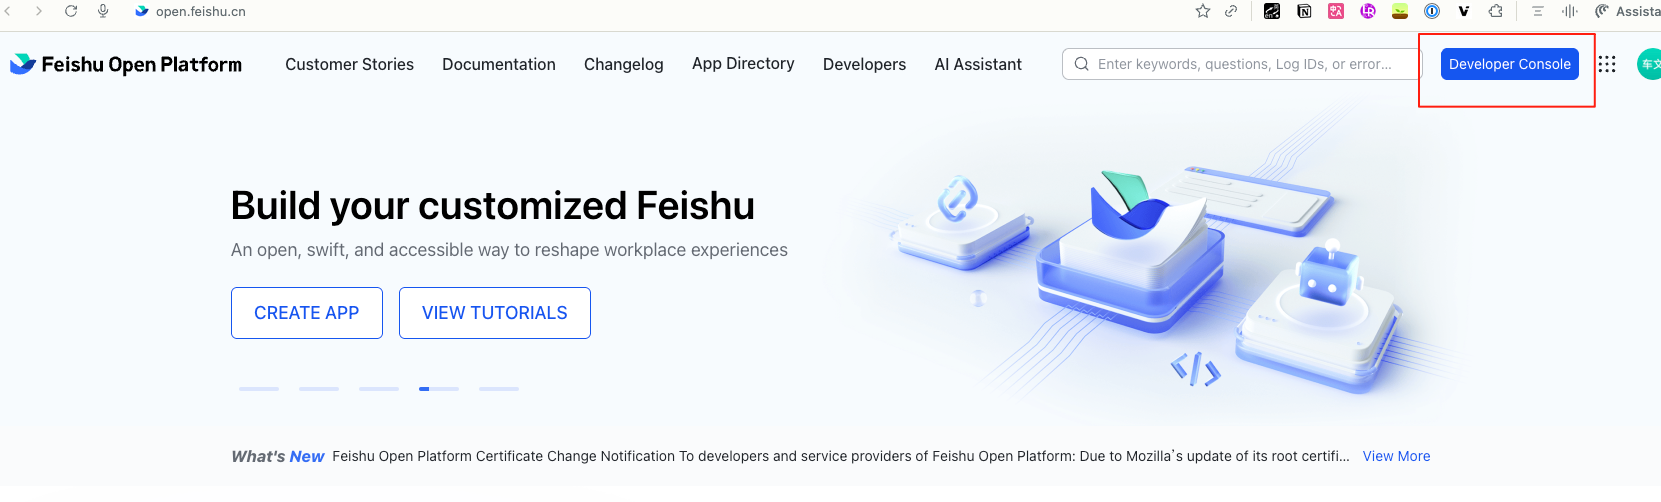 open.feishu.cn
Assista
Feishu Open Platform
Customer Stories
Documentation
Changelog
App Directory
Developers
AI Assistant
Enter keywords, questions, Log IDs, or error...
Developer Console
车文
Build your customized Feishu
An open, swift, and accessible way to reshape workplace experiences
CREATE APP
VIEW TUTORIALS
What's New Feishu Open Platform Certificate Change Notification To developers and service providers of Feishu Open Platform: Due to Mozilla's update of its root certifi... View More